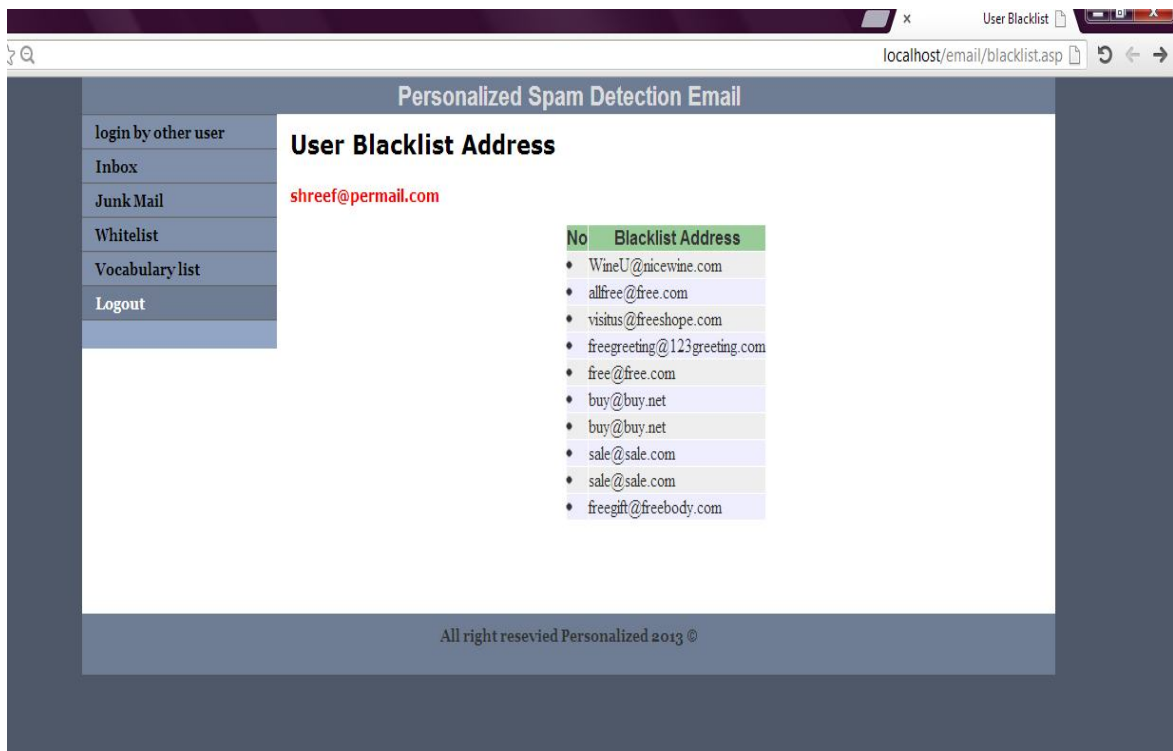 User Blacklist
localhost/email/blacklist.asp
Personalized Spam Detection Email
login by other user
Inbox
Junk Mail
Whitelist
Vocabulary list
Logout
User Blacklist Address
shreef@permail.com
No Blacklist Address
• WineU@nicewine.com
• allfree@free.com
• visitus@freeshope.com
• freegreeting@123greeting.com
• free@free.com
• buy@buy.net
• buy@buy.net
• sale@sale.com
• sale@sale.com
• freegift@freebody.com
All right resevied Personalized 2013 ©